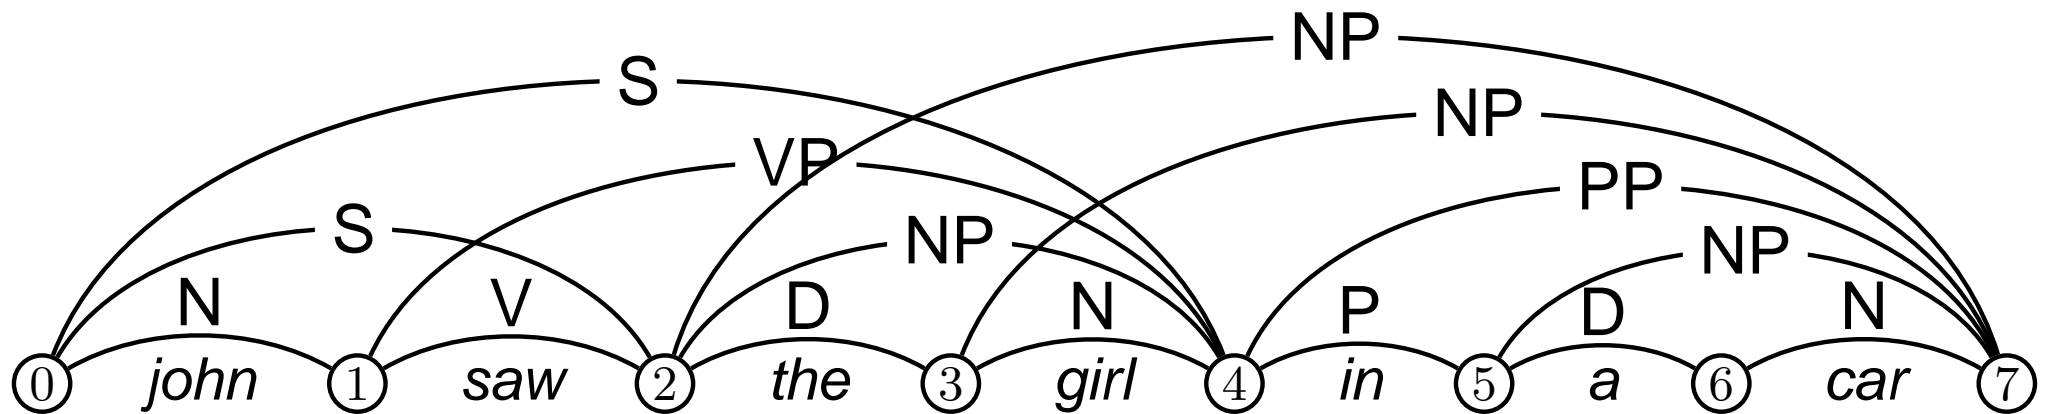 NP
S
NP
VP
PP
S
NP
NP
N V D N P D N
0 john 1 saw 2 the 3 girl 4 in 5 a 6 car 7